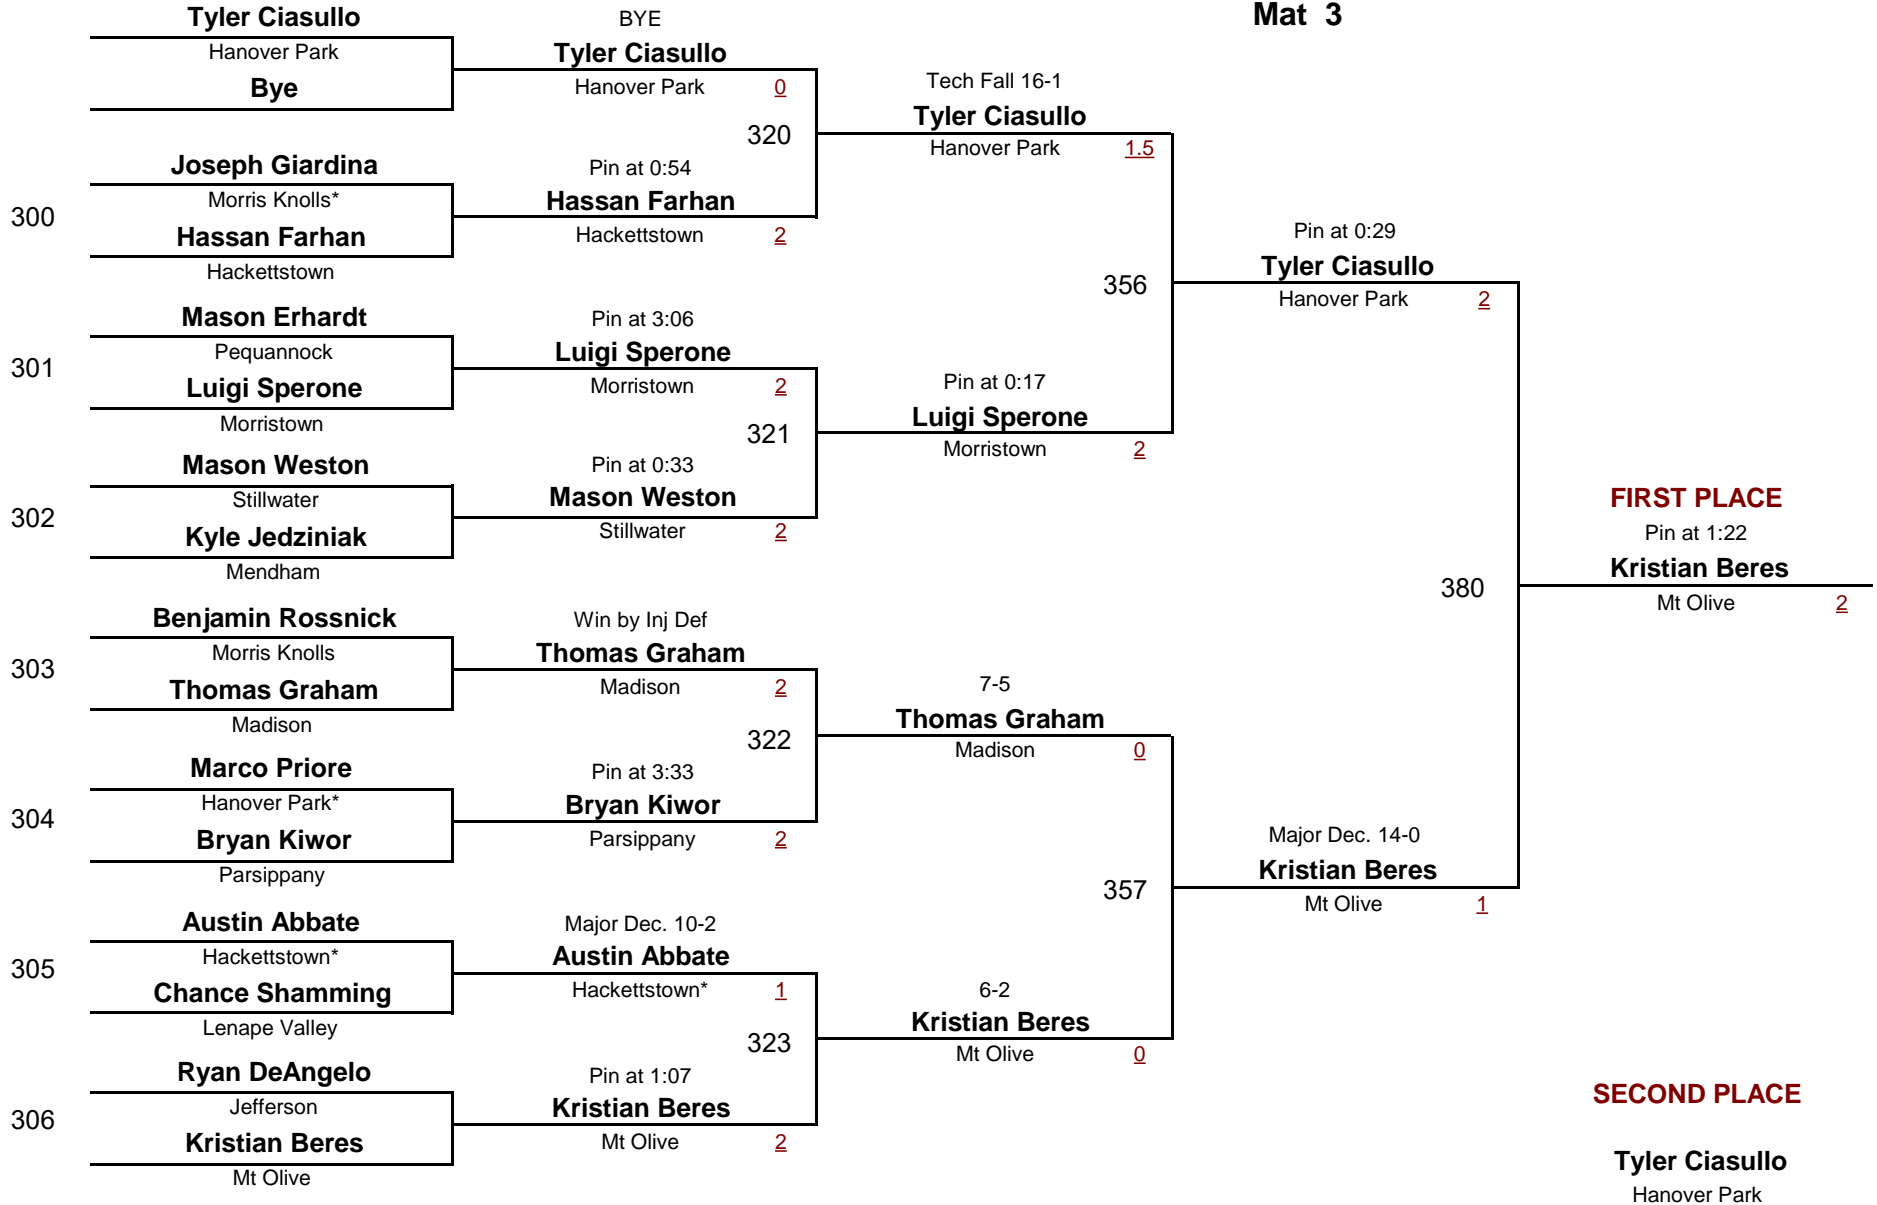 Mat 3
Tyler Ciasullo
Hanover Park
Bye
300
Joseph Giardina
Morris Knolls*
Hassan Farhan
Hackettstown
301
Mason Erhardt
Pequannock
Luigi Sperone
Morristown
302
Mason Weston
Stillwater
Kyle Jedziniak
Mendham
303
Benjamin Rossnick
Morris Knolls
Thomas Graham
Madison
304
Marco Priore
Hanover Park*
Bryan Kiwor
Parsippany
305
Austin Abbate
Hackettstown*
Chance Shamming
Lenape Valley
306
Ryan DeAngelo
Jefferson
Kristian Beres
Mt Olive
BYE
Tyler Ciasullo
Hanover Park 0
320
Pin at 0:54
Hassan Farhan
Hackettstown 2
Pin at 3:06
Luigi Sperone
Morristown 2
321
Pin at 0:33
Mason Weston
Stillwater 2
Win by Inj Def
Thomas Graham
Madison 2
322
Pin at 3:33
Bryan Kiwor
Parsippany 2
Major Dec. 10-2
Austin Abbate
Hackettstown* 1
323
Pin at 1:07
Kristian Beres
Mt Olive 2
Tech Fall 16-1
Tyler Ciasullo
Hanover Park 1.5
356
Pin at 0:17
Luigi Sperone
Morristown 2
7-5
Thomas Graham
Madison 0
357
6-2
Kristian Beres
Mt Olive 0
Pin at 0:29
Tyler Ciasullo
Hanover Park 2
380
Major Dec. 14-0
Kristian Beres
Mt Olive 1
FIRST PLACE
Pin at 1:22
Kristian Beres
Mt Olive 2
SECOND PLACE
Tyler Ciasullo
Hanover Park